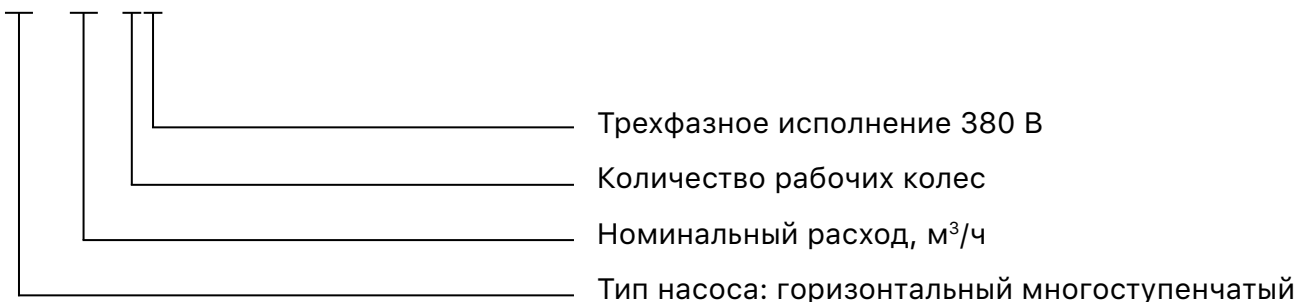 Трехфазное исполнение 380 В
Количество рабочих колес
Номинальный расход, м³/ч
Тип насоса: горизонтальный многоступенчатый